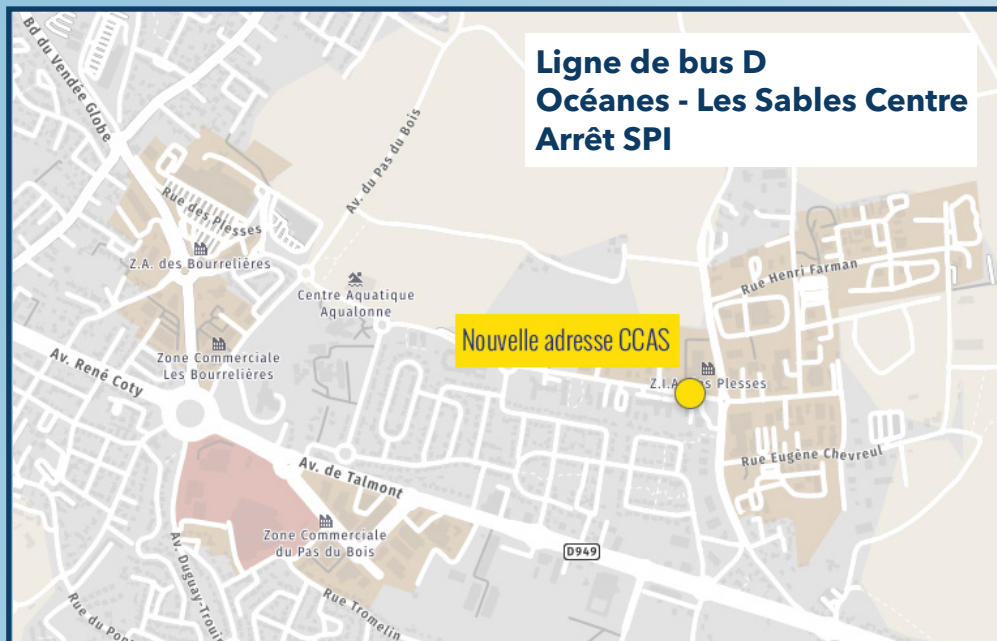 Ligne de bus D
Océanes - Les Sables Centre
Arrêt SPI
Bd du Vendée Globe
Av. du Pas du Bois
Rue des Plesses
Z.A. des Bourrelières
Centre Aquatique
Aqualonne
Rue Henri Farman
Nouvelle adresse CCAS
Zone Commerciale
Les Bourrelières
Av. René Coty
Plesses
Rue Eugène Chevreul
Av. de Talmont
Zone Commerciale
du Pas du Bois
D949
Av. Duguay-Trouin
Rue Tromelin
Rue du